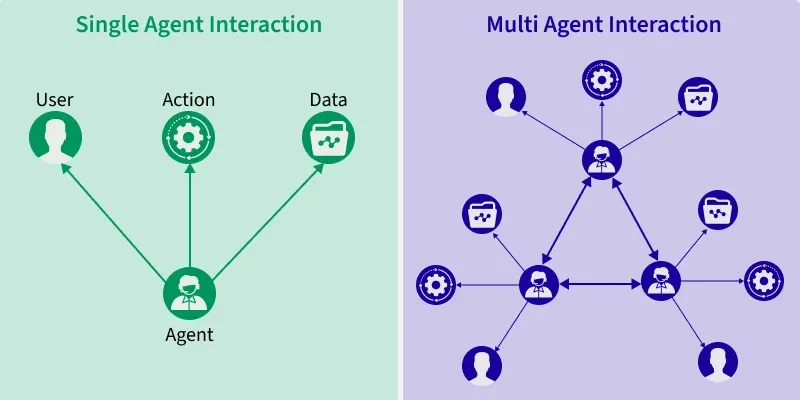 Single Agent Interaction
User
Action
Data
Agent
Multi Agent Interaction